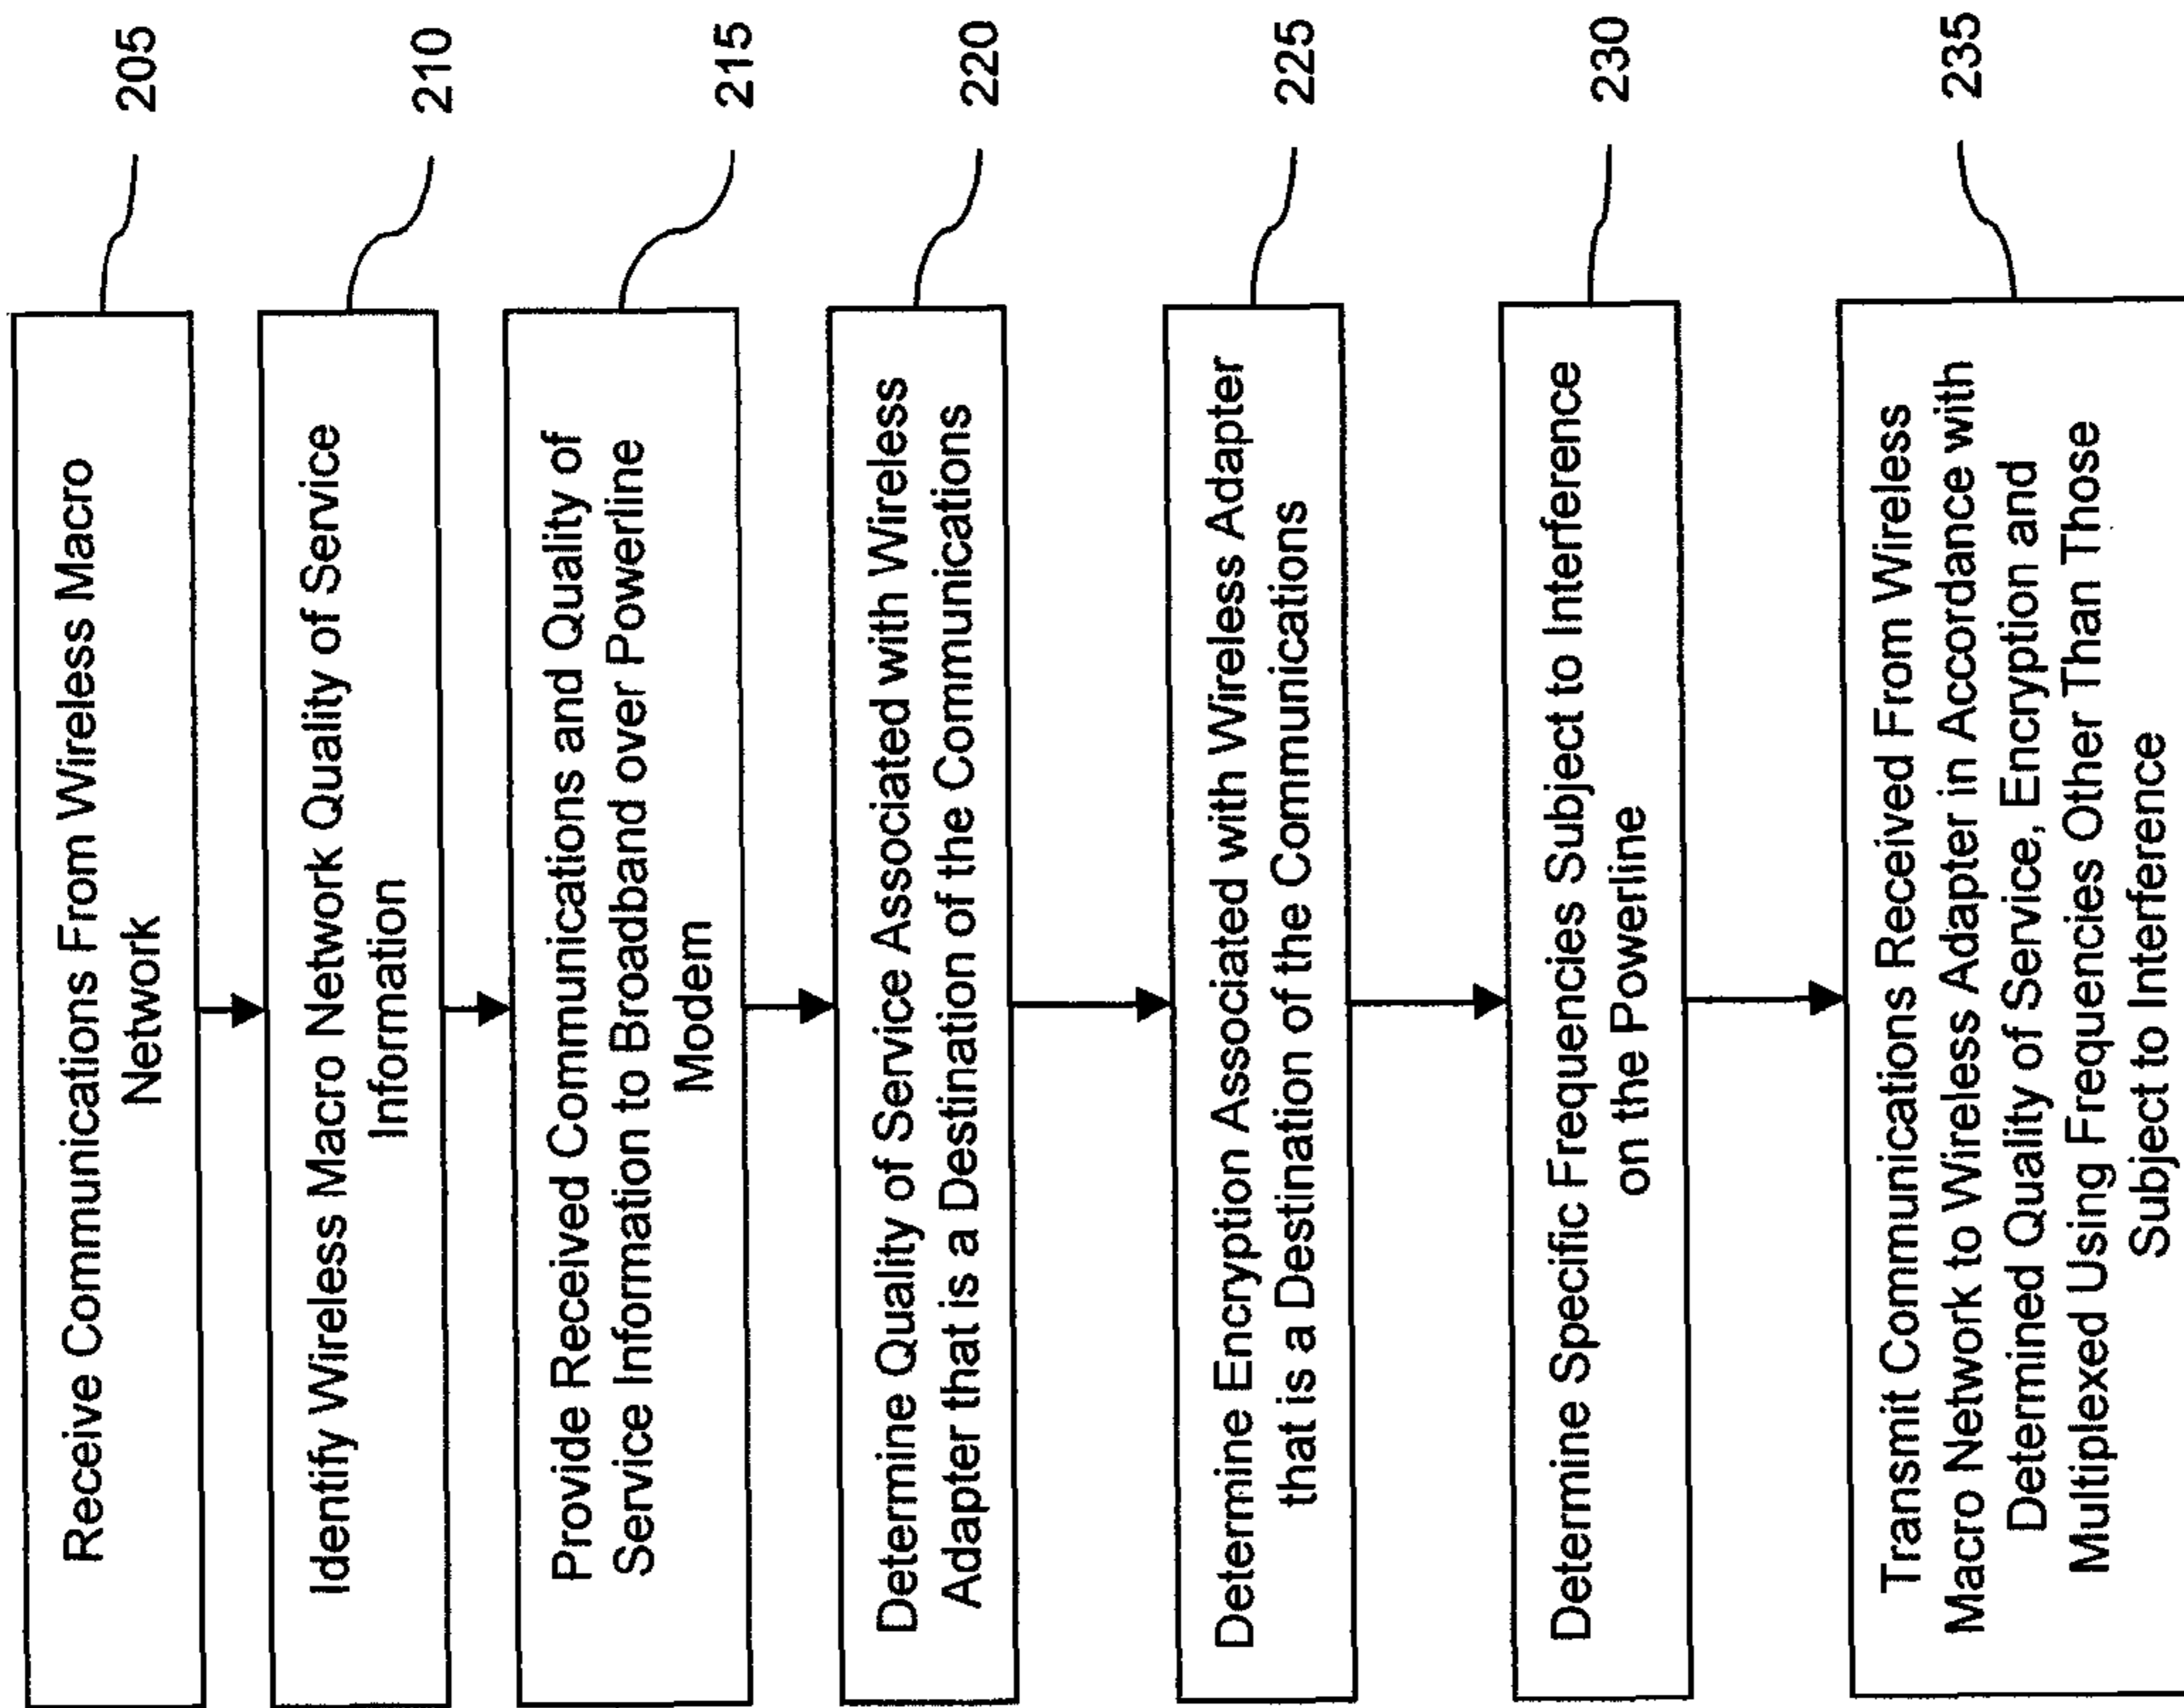 Receive Communications From Wireless Macro
Network
205
Identify Wireless Macro Network Quality of Service
Information
210
Provide Received Communications and Quality of
Service Information to Broadband over Powerline
Modem
215
Determine Quality of Service Associated with Wireless
Adapter that is a Destination of the Communications
220
Determine Encryption Associated with Wireless Adapter
that is a Destination of the Communications
225
Determine Specific Frequencies Subject to Interference
on the Powerline
230
Transmit Communications Received From Wireless
Macro Network to Wireless Adapter in Accordance with
Determined Quality of Service, Encryption and
Multiplexed Using Frequencies Other Than Those
Subject to Interference
235